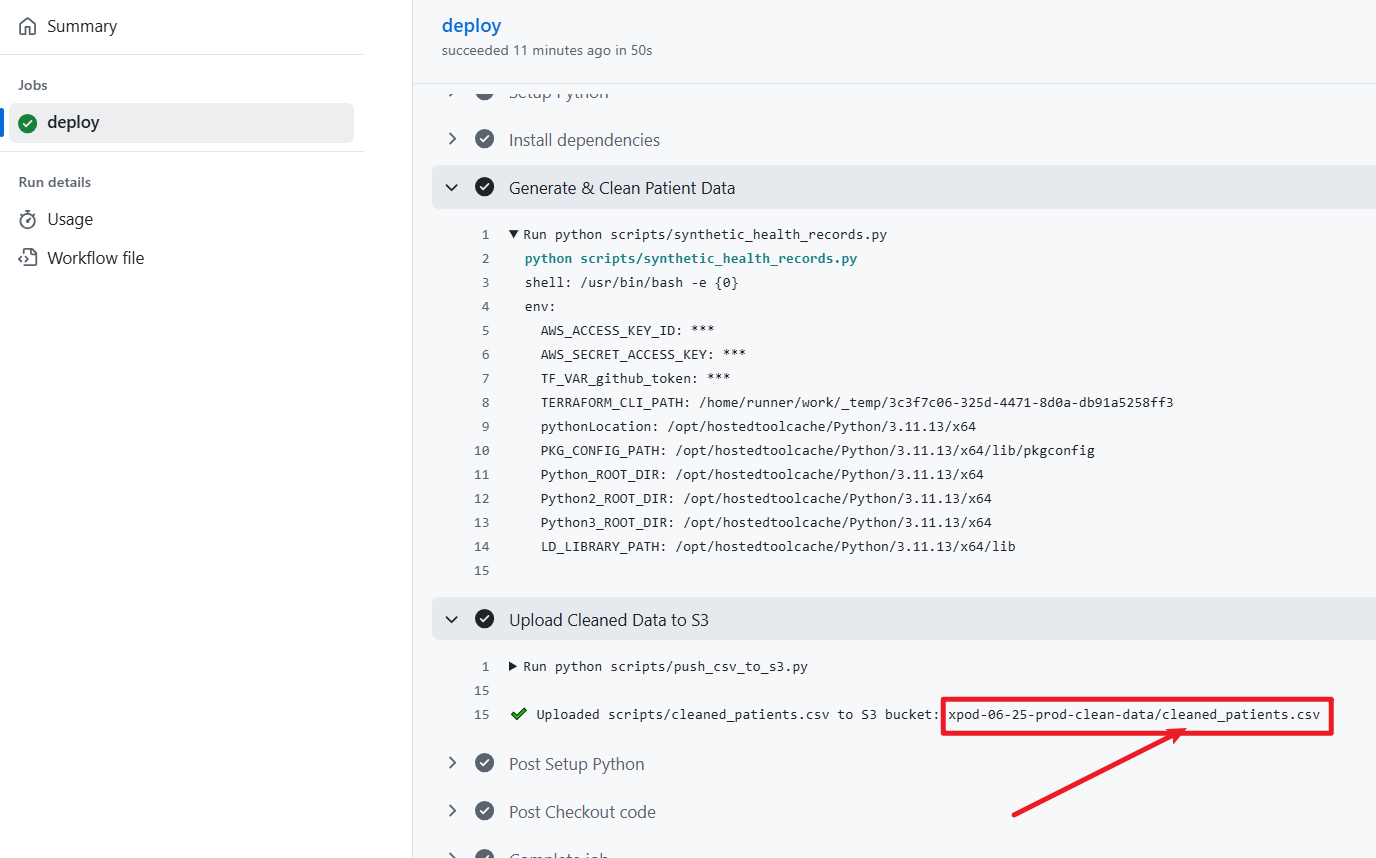 Summary
Jobs
deploy
Run details
Usage
Workflow file
deploy
succeeded 11 minutes ago in 50s
Setup Python
Install dependencies
Generate & Clean Patient Data
1 Run python scripts/synthetic_health_records.py
2 python scripts/synthetic_health_records.py
3 shell: /usr/bin/bash -e {0}
4 env:
5 AWS_ACCESS_KEY_ID: ***
6 AWS_SECRET_ACCESS_KEY: ***
7 TF_VAR_github_token: ***
8 TERRAFORM_CLI_PATH: /home/runner/work/_temp/3c3f7c06-325d-4471-8d0a-db91a5258ff3
9 pythonLocation: /opt/hostedtoolcache/Python/3.11.13/x64
10 PKG_CONFIG_PATH: /opt/hostedtoolcache/Python/3.11.13/x64/lib/pkgconfig
11 Python_ROOT_DIR: /opt/hostedtoolcache/Python/3.11.13/x64
12 Python2_ROOT_DIR: /opt/hostedtoolcache/Python/3.11.13/x64
13 Python3_ROOT_DIR: /opt/hostedtoolcache/Python/3.11.13/x64
14 LD_LIBRARY_PATH: /opt/hostedtoolcache/Python/3.11.13/x64/lib
15
Upload Cleaned Data to S3
1 Run python scripts/push_csv_to_s3.py
15
15 Uploaded scripts/cleaned_patients.csv to S3 bucket: xpod-06-25-prod-clean-data/cleaned_patients.csv
Post Setup Python
Post Checkout code
Complete job